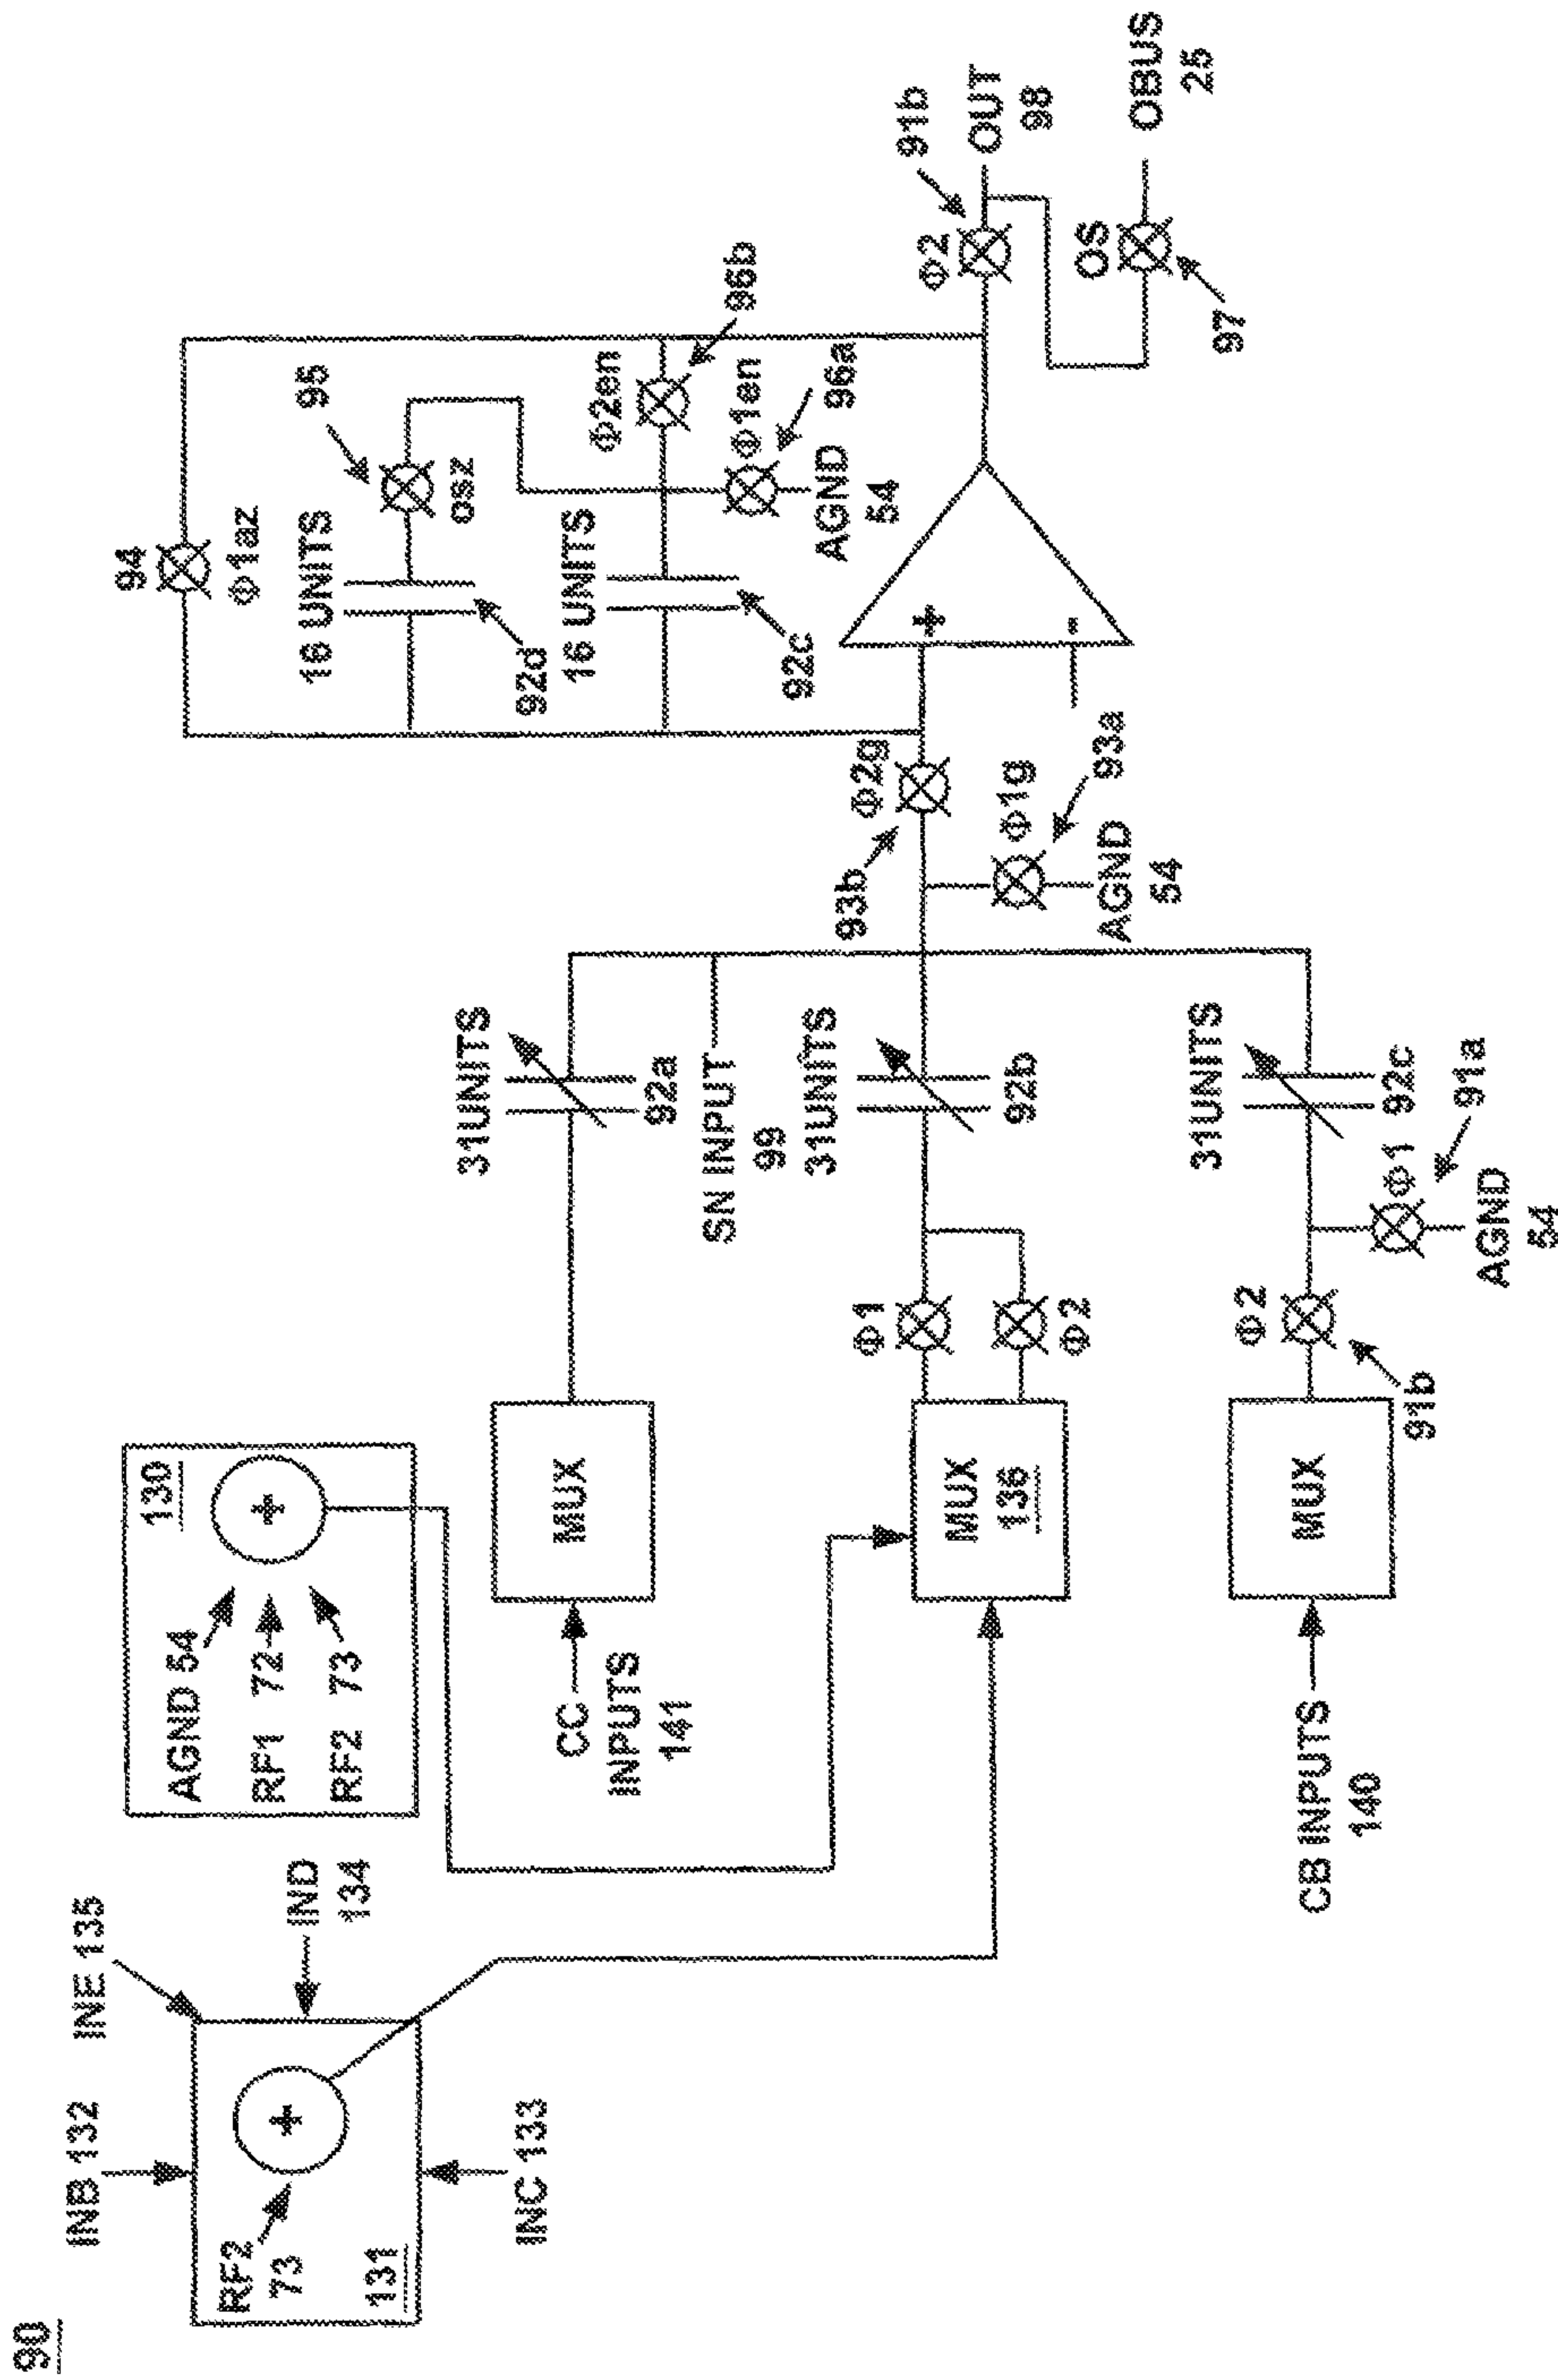 90
INB 132
INE 135
RF2
73
131
IND
134
INC 133
130
AGND 54
RF1 72
RF2 73
CC
INPUTS
141
MUX
MUX
136
CB INPUTS
140
MUX
Φ1
Φ2
Φ2
91b
Φ1
91a
AGND
54
31UNITS
92a
SN INPUT
99
31UNITS
92b
31UNITS
92c
93b
Φ2g
Φ1g
93a
AGND
54
94
Φ1az
16 UNITS
92d
95
osz
16 UNITS
92c
Φ2en
96b
Φ1en
96a
AGND
54
+
-
Φ2
91b
OUT
98
OS
97
OBUS
25
+
+